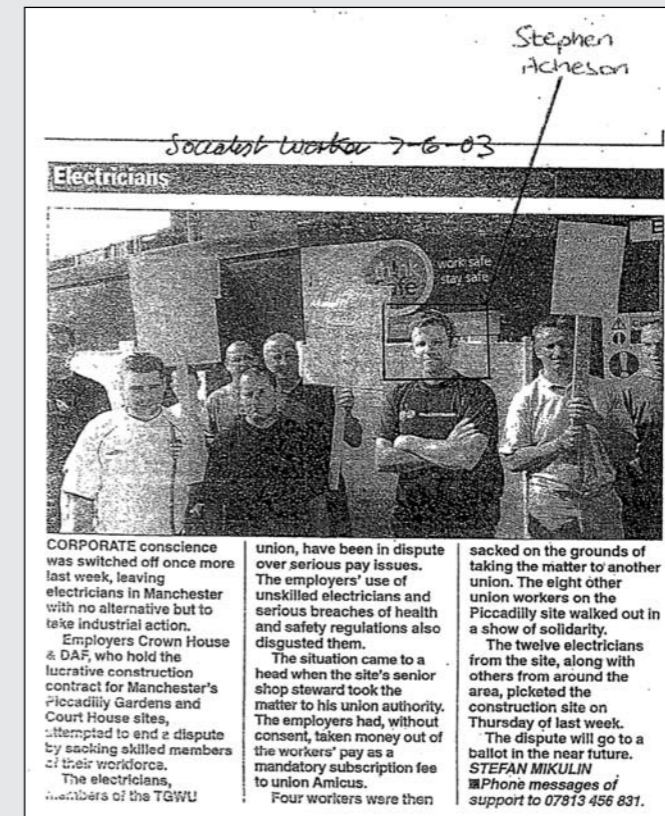 Stephen
Acheson
Socialist Worker 7-6-03
Electricians
think
safe
work safe
stay safe
CORPORATE conscience
was switched off once more
last week, leaving
electricians in Manchester
with no alternative but to
take industrial action.
Employers Crown House
& DAF, who hold the
lucrative construction
contract for Manchester's
Piccadilly Gardens and
Court House sites,
attempted to end a dispute
by sacking skilled members
of their workforce.
The electricians,
members of the TGWU
union, have been in dispute
over serious pay issues.
The employers' use of
unskilled electricians and
serious breaches of health
and safety regulations also
disgusted them.
The situation came to a
head when the site's senior
shop steward took the
matter to his union authority.
The employers had, without
consent, taken money out of
the workers' pay as a
mandatory subscription fee
to union Amicus.
Four workers were then
sacked on the grounds of
taking the matter to another
union. The eight other
union workers on the
Piccadilly site walked out in
a show of solidarity.
The twelve electricians
from the site, along with
others from around the
area, picketed the
construction site on
Thursday of last week.
The dispute will go to a
ballot in the near future.
STEFAN MIKULIN
■Phone messages of
support to 07813 456 831.